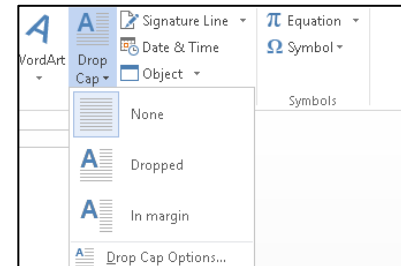 Signature Line
π Equation
WordArt
Drop
Cap
Date & Time
Ω Symbol
Object
Symbols
None
Dropped
In margin
Drop Cap Options...